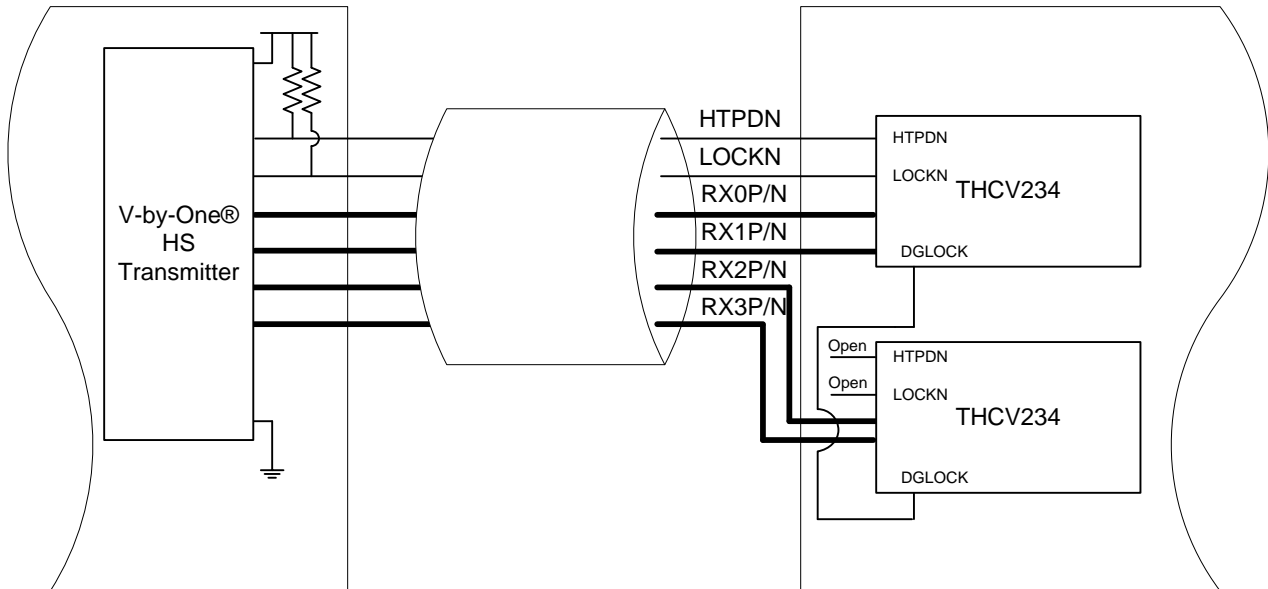 V-by-One®
HS
Transmitter
HTPDN
LOCKN
RX0P/N
RX1P/N
RX2P/N
RX3P/N
HTPDN
LOCKN
THCV234
DGLOCK
Open
HTPDN
Open
LOCKN
THCV234
DGLOCK